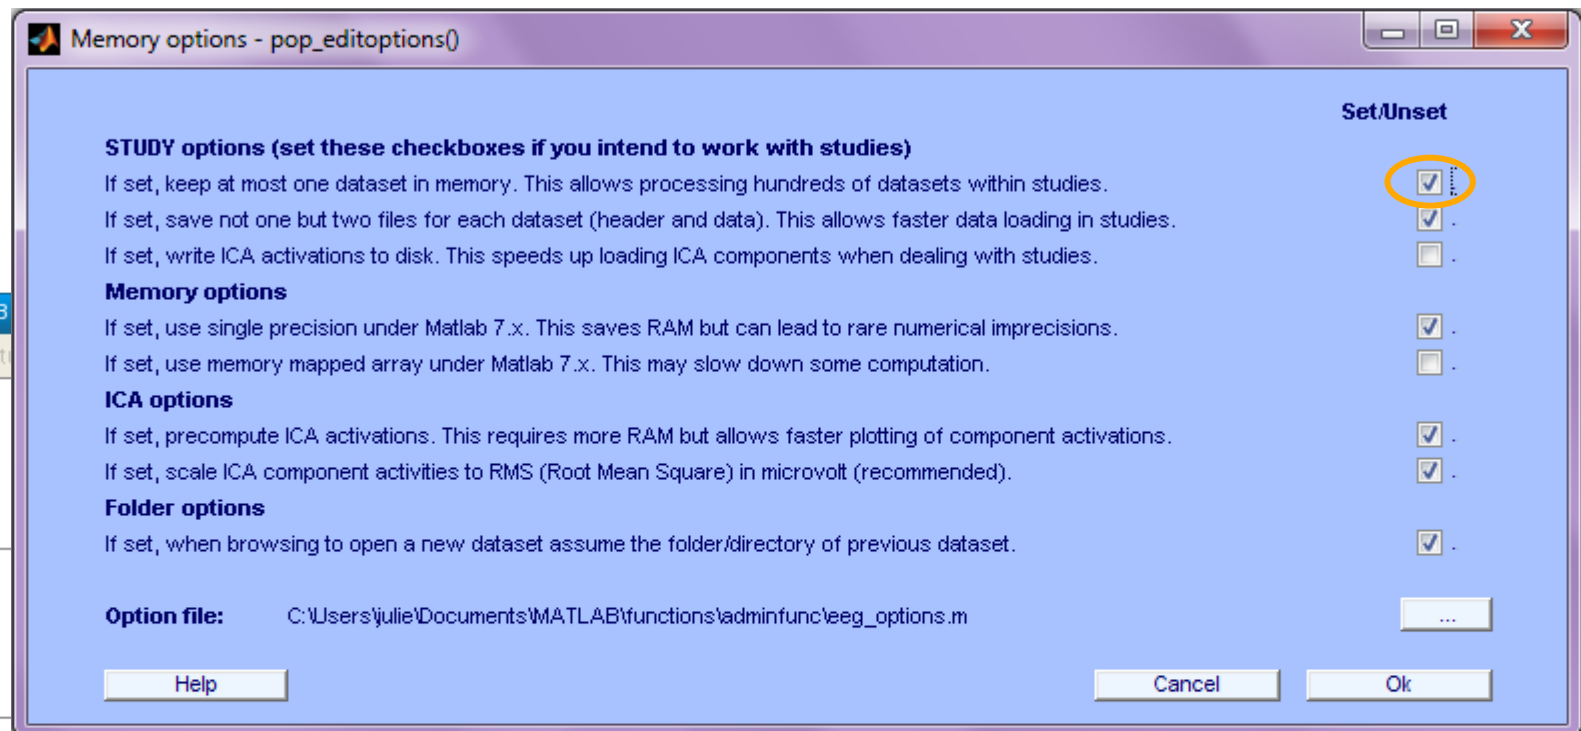 Memory options - pop_editoptions()
Set/Unset
STUDY options (set these checkboxes if you intend to work with studies)
If set, keep at most one dataset in memory. This allows processing hundreds of datasets within studies.
If set, save not one but two files for each dataset (header and data). This allows faster data loading in studies.
If set, write ICA activations to disk. This speeds up loading ICA components when dealing with studies.
Memory options
If set, use single precision under Matlab 7.x. This saves RAM but can lead to rare numerical imprecisions.
If set, use memory mapped array under Matlab 7.x. This may slow down some computation.
ICA options
If set, precompute ICA activations. This requires more RAM but allows faster plotting of component activations.
If set, scale ICA component activities to RMS (Root Mean Square) in microvolt (recommended).
Folder options
If set, when browsing to open a new dataset assume the folder/directory of previous dataset.
Option file: C:\Users\julie\Documents\MATLAB\functions\adminfunc\eeg_options.m ...
Help Cancel Ok